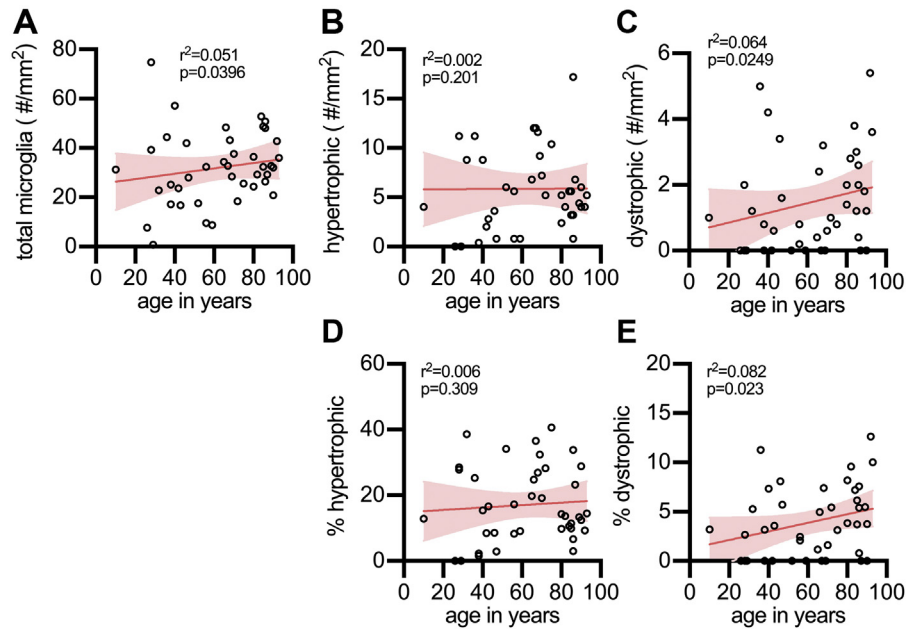 A
total microglia ( #/mm²)
80
60
40
20
0
r²=0.051
p=0.0396
0 20 40 60 80 100
age in years
B
hypertrophic ( #/mm²)
20
15
10
5
0
r²=0.002
p=0.201
0 20 40 60 80 100
age in years
C
dystrophic ( #/mm²)
6
4
2
0
r²=0.064
p=0.0249
0 20 40 60 80 100
age in years
D
% hypertrophic
60
40
20
0
r²=0.006
p=0.309
0 20 40 60 80 100
age in years
E
% dystrophic
20
15
10
5
0
r²=0.082
p=0.023
0 20 40 60 80 100
age in years